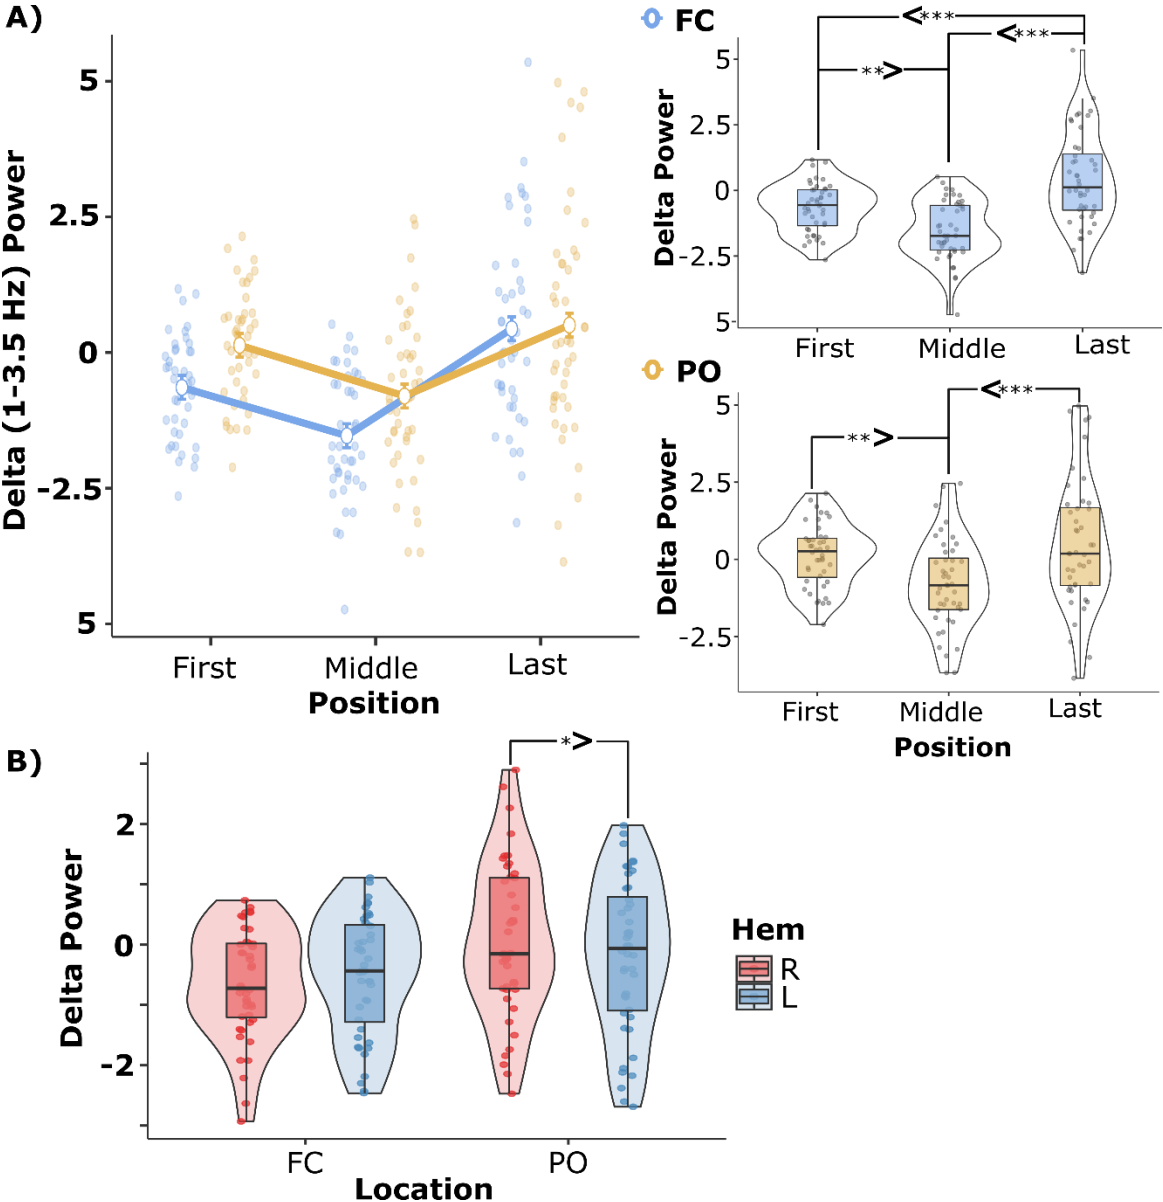 A)
Delta (1-3.5 Hz) Power
5
2.5
0
-2.5
5
First
Middle
Last
Position
FC
<***
<***
**>
Delta Power
5
2.5
0
-2.5
5
First
Middle
Last
PO
<***
**>
Delta Power
5
2.5
0
-2.5
First
Middle
Last
Position
B)
*>
Delta Power
2
0
-2
FC
PO
Location
Hem
R
L